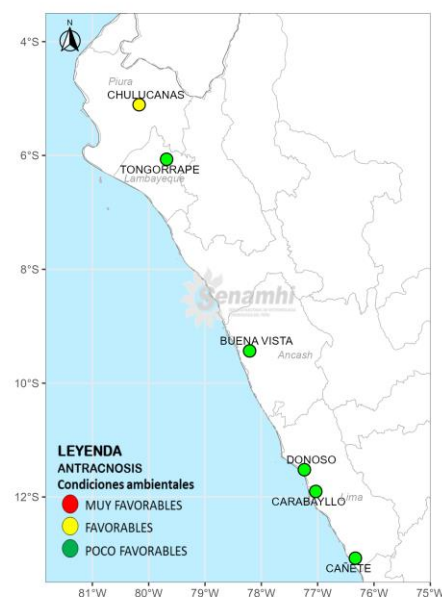 N
4°S
Piura
CHULUCANAS
6°S
TONGORRAPE
Lambayeque
8°S
Senamhi
BUENA VISTA
Ancash
10°S
LEYENDA
ANTRACNOSIS
Condiciones ambientales
MUY FAVORABLES
FAVORABLES
POCO FAVORABLES
DONOSO
12°S
CARABAYLLO
Lima
CAÑETE
81°W
80°W
79°W
78°W
77°W
76°W
75°W